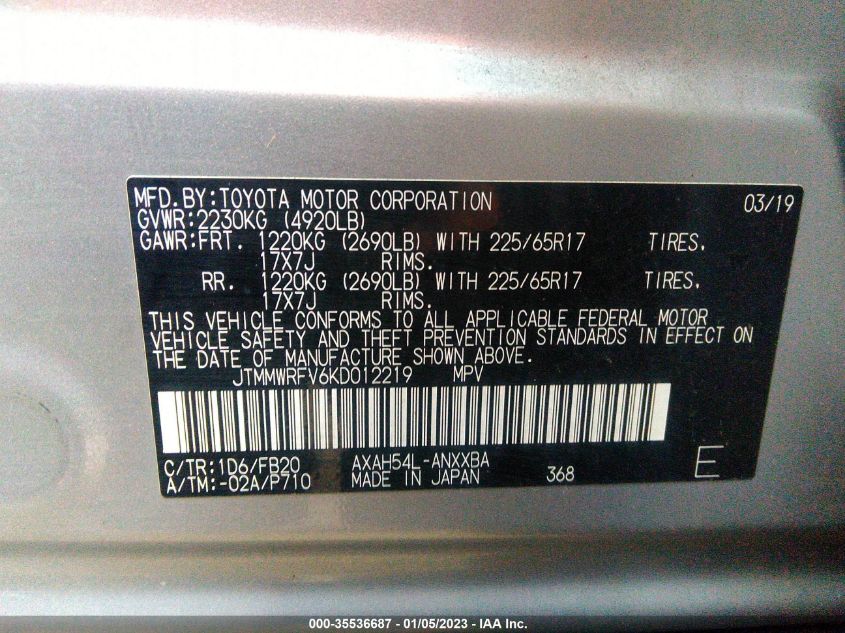 MFD.BY:TOYOTA MOTOR CORPORATION 03/19
GVWR:2230KG (4920LB)
GAWR:FRT. 1220KG (2690LB) WITH 225/65R17 TIRES.
17X7J RIMS.
RR. 1220KG (2690LB) WITH 225/65R17 TIRES.
17X7J RIMS.
THIS VEHICLE CONFORMS TO ALL APPLICABLE FEDERAL MOTOR
VEHICLE SAFETY AND THEFT PREVENTION STANDARDS IN EFFECT ON
THE DATE OF MANUFACTURE SHOWN ABOVE.
JTMMWRFV6KD012219 MPV
C/TR:1D6/FB20 AXAH54L-ANXXBA
A/TM:-02A/P710 MADE IN JAPAN 368 E
000-35536687 - 01/05/2023 - IAA Inc.